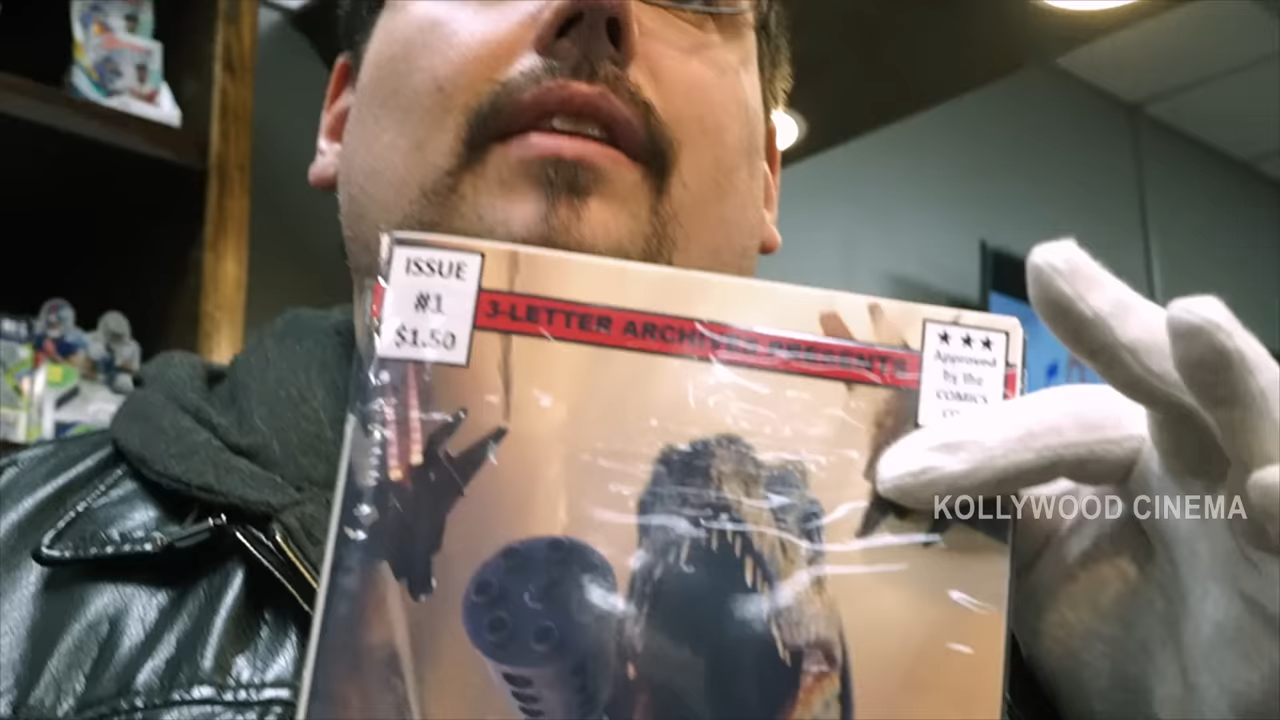 ISSUE
#1
$1.50
3-LETTER ARCHIVES PRESENTS
★★★
Approved
by the
COMICS
KOLLYWOOD CINEMA